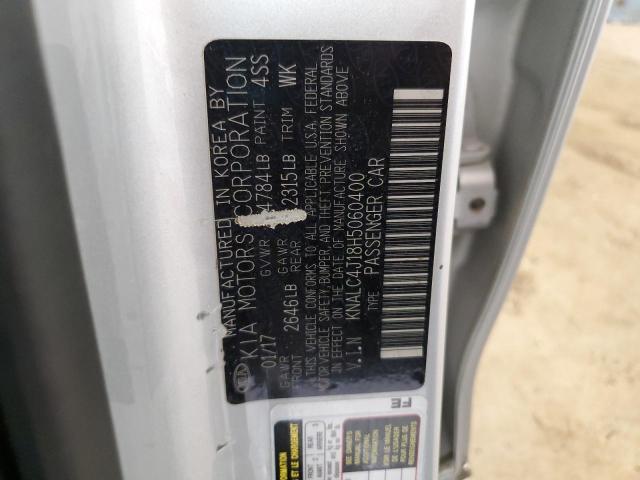 KIA
MANUFACTURED IN KOREA BY
KIA MOTORS CORPORATION
01/17 GVWR 4784LB PAINT 4SS
GAWR FRONT 2646LB GAWR REAR 2315LB TRIM WK
THIS VEHICLE CONFORMS TO ALL APPLICABLE U.S.A. FEDERAL
MOTOR VEHICLE SAFETY, BUMPER, AND THEFT PREVENTION STANDARDS
IN EFFECT ON THE DATE OF MANUFACTURE SHOWN ABOVE
V.I.N KNALC4J18H5060400
TYPE PASSENGER CAR